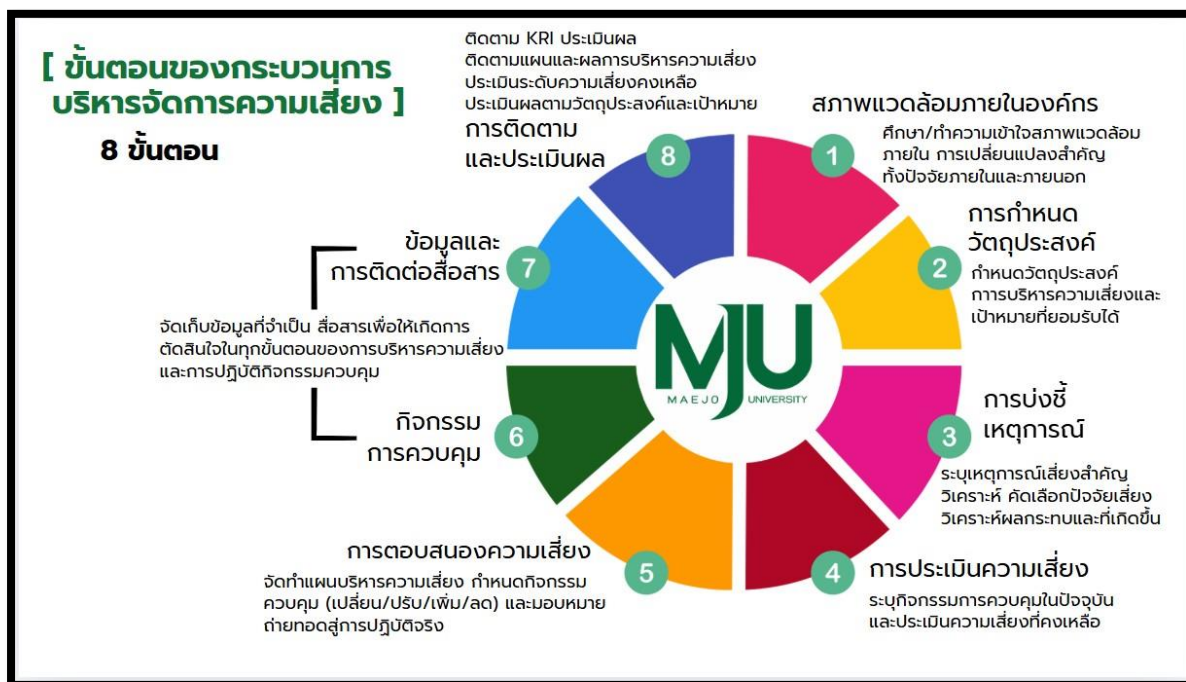 [ ขั้นตอนของกระบวนการ
บริหารจัดการความเสี่ยง ]
8 ขั้นตอน
สภาพแวดล้อมภายในองค์กร
1
ศึกษา/ทำความเข้าใจสภาพแวดล้อม
ภายใน การเปลี่ยนแปลงสำคัญ
ทั้งปัจจัยภายในและภายนอก
การกำหนด
วัตถุประสงค์
2
กำหนดวัตถุประสงค์
กาารบริหารความเสี่ยงและ
เป้าหมายที่ยอมรับได้
การบ่งชี้
เหตุการณ์
3
ระบุเหตุการณ์เสี่ยงสำคัญ
วิเคราะห์ คัดเลือกปัจจัยเสี่ยง
วิเคราะห์ผลกระทบและที่เกิดขึ้น
4
การประเมินความเสี่ยง
ระบุกิจกรรมการควบคุมในปัจจุบัน
และประเมินความเสี่ยงที่คงเหลือ
การตอบสนองความเสี่ยง
5
จัดทำแผนบริหารความเสี่ยง กำหนดกิจกรรม
ควบคุม (เปลี่ยน/ปรับ/เพิ่ม/ลด) และมอบหมาย
ถ่ายทอดสู่การปฏิบัติจริง
กิจกรรม
การควบคุม
6
จัดเก็บข้อมูลที่จำเป็น สื่อสารเพื่อให้เกิดการ
ตัดสินใจในทุกขั้นตอนของการบริหารความเสี่ยง
และการปฏิบัติกิจกรรมควบคุม
ข้อมูลและ
การติดต่อสื่อสาร
7
ติดตาม KRI ประเมินผล
ติดตามแผนและผลการบริหารความเสี่ยง
ประเมินระดับความเสี่ยงคงเหลือ
ประเมินผลตามวัตถุประสงค์และเป้าหมาย
การติดตาม
และประเมินผล
8
MJU
MAEJO UNIVERSITY